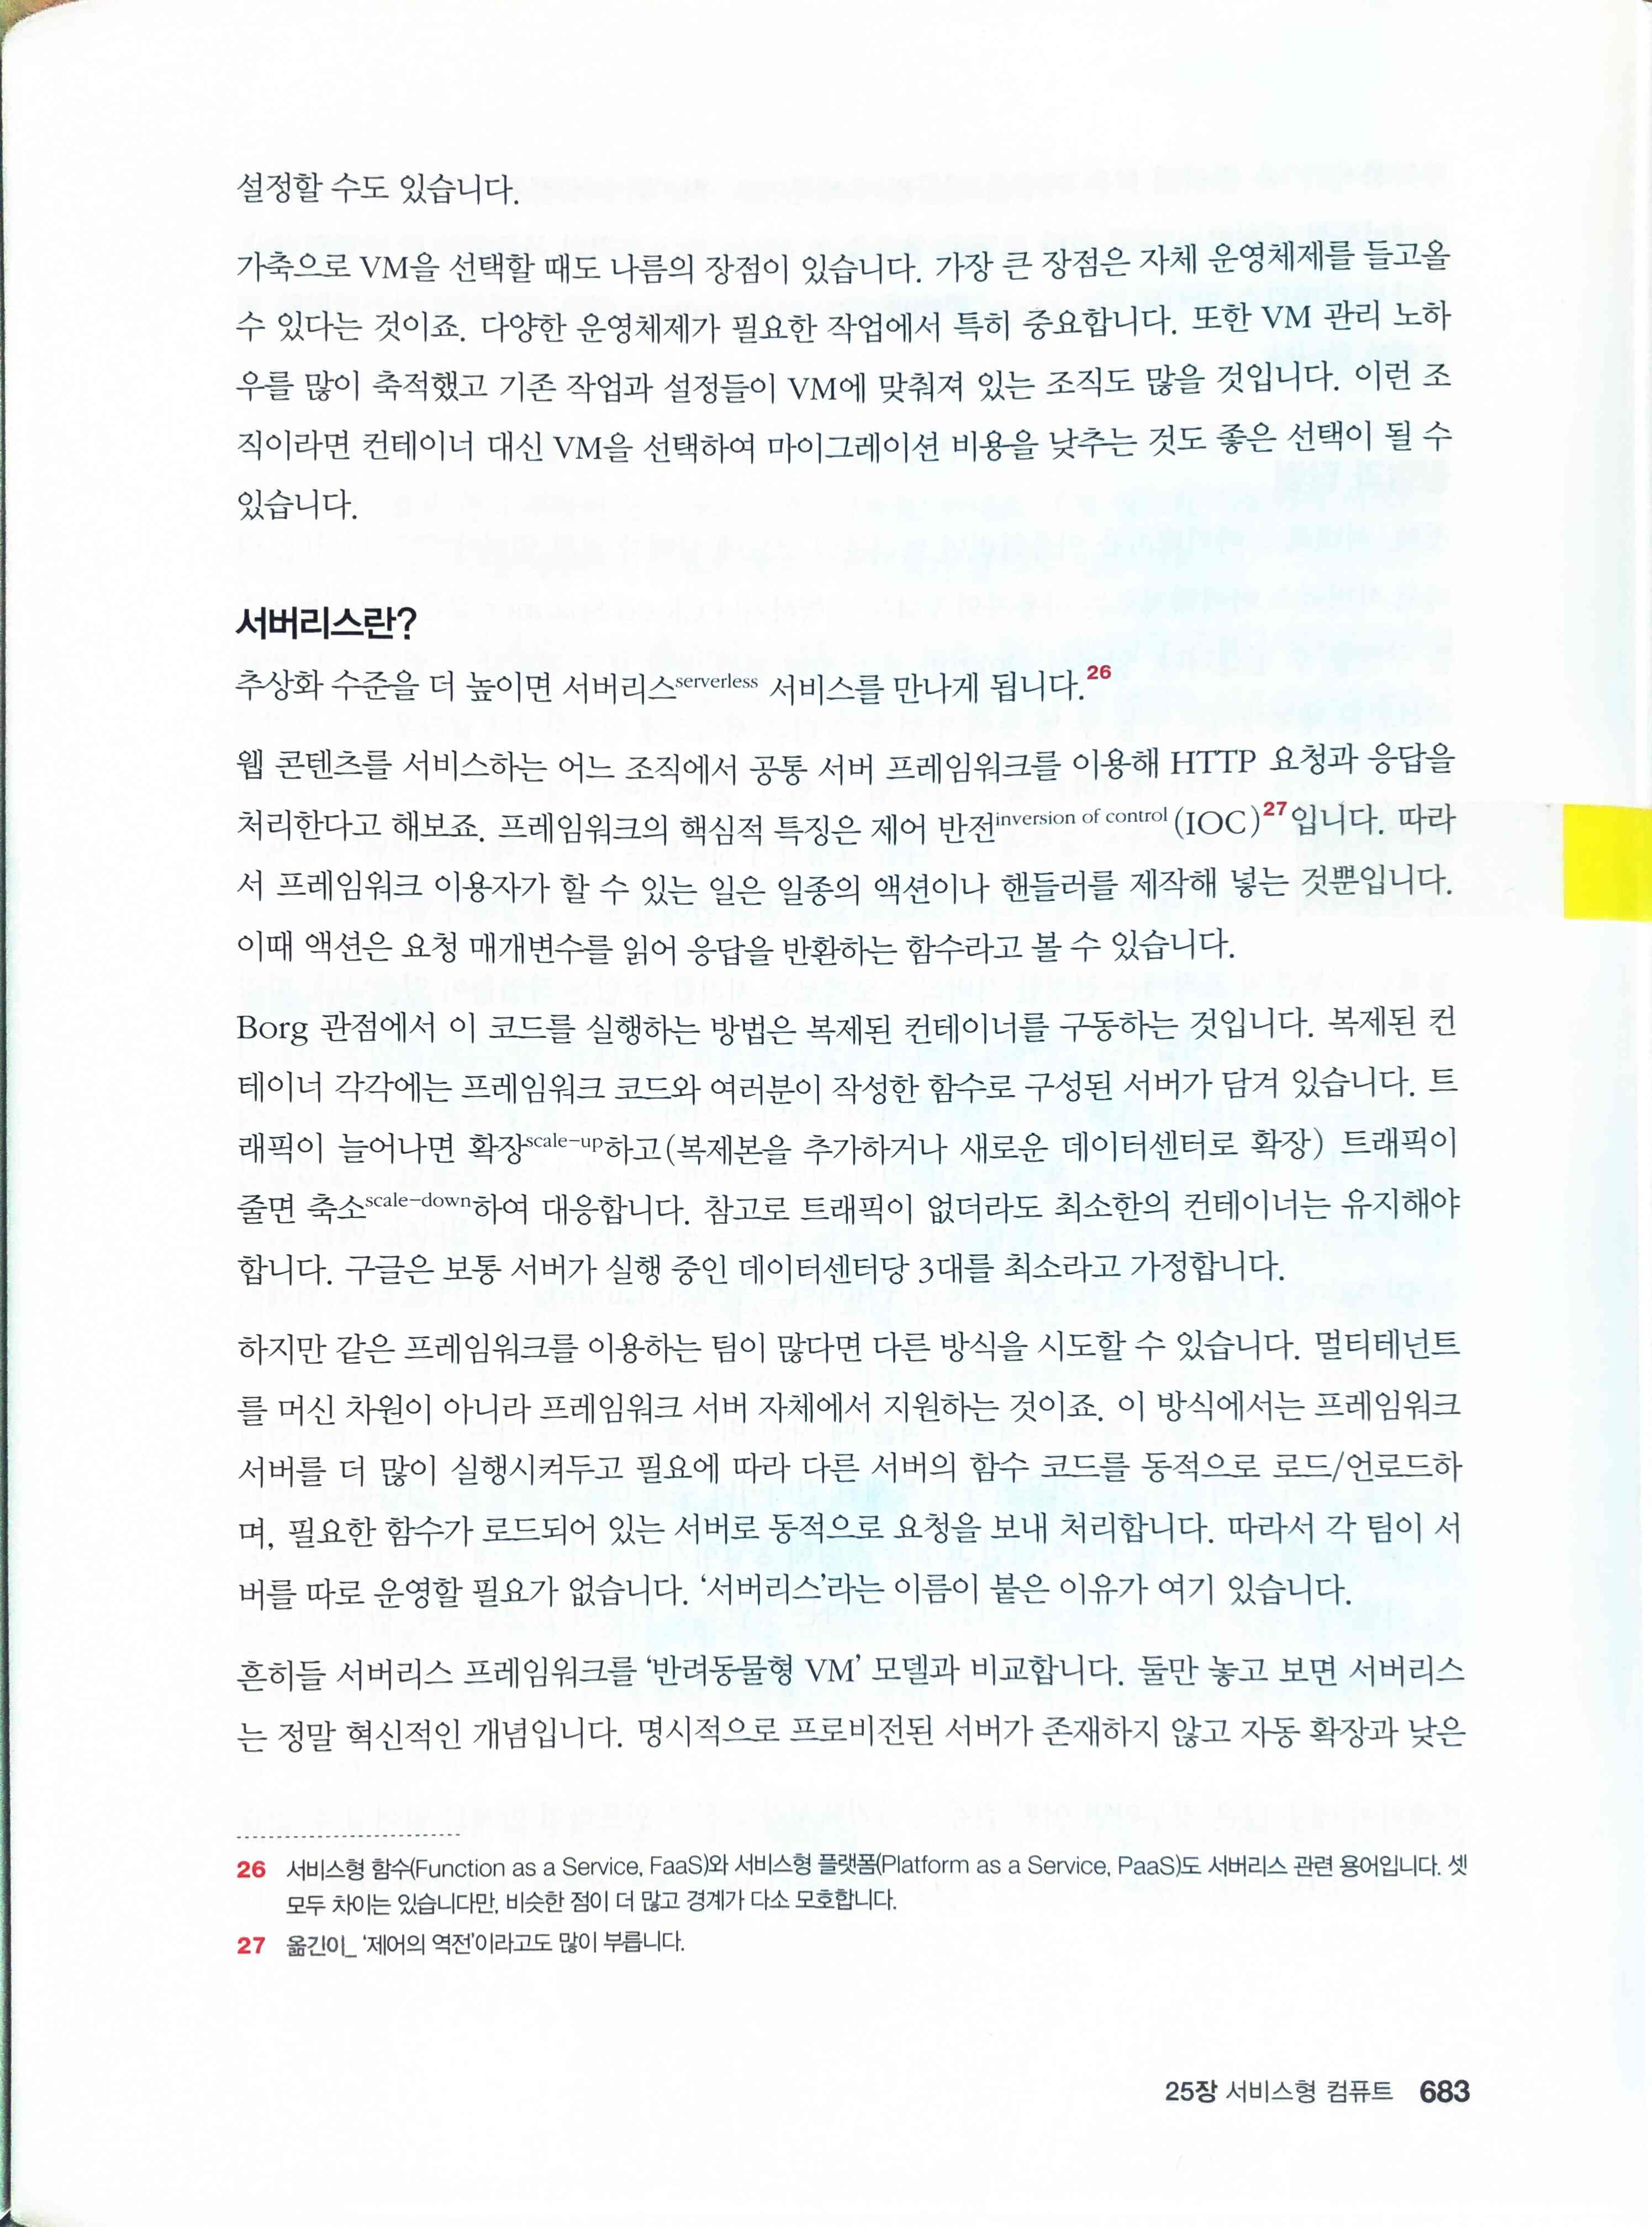 설정할 수도 있습니다.
가축으로 VM을 선택할 때도 나름의 장점이 있습니다. 가장 큰 장점은 자체 운영체제를 들고올
수 있다는 것이죠. 다양한 운영체제가 필요한 작업에서 특히 중요합니다. 또한 VM 관리 노하
우를 많이 축적했고 기존 작업과 설정들이 VM에 맞춰져 있는 조직도 많을 것입니다. 이런 조
직이라면 컨테이너 대신 VM을 선택하여 마이그레이션 비용을 낮추는 것도 좋은 선택이 될 수
있습니다.
서버리스란?
추상화 수준을 더 높이면 서버리스serverless 서비스를 만나게 됩니다.26
웹 콘텐츠를 서비스하는 어느 조직에서 공통 서버 프레임워크를 이용해 HTTP 요청과 응답을
처리한다고 해보죠. 프레임워크의 핵심적 특징은 제어 반전inversion of control(IOC)27입니다. 따라
서 프레임워크 이용자가 할 수 있는 일은 일종의 액션이나 핸들러를 제작해 넣는 것뿐입니다.
이때 액션은 요청 매개변수를 읽어 응답을 반환하는 함수라고 볼 수 있습니다.
Borg 관점에서 이 코드를 실행하는 방법은 복제된 컨테이너를 구동하는 것입니다. 복제된 컨
테이너 각각에는 프레임워크 코드와 여러분이 작성한 함수로 구성된 서버가 담겨 있습니다. 트
래픽이 늘어나면 확장scale-up하고(복제본을 추가하거나 새로운 데이터센터로 확장) 트래픽이
줄면 축소scale-down하여 대응합니다. 참고로 트래픽이 없더라도 최소한의 컨테이너는 유지해야
합니다. 구글은 보통 서버가 실행 중인 데이터센터당 3대를 최소라고 가정합니다.
하지만 같은 프레임워크를 이용하는 팀이 많다면 다른 방식을 시도할 수 있습니다. 멀티테넌트
를 머신 차원이 아니라 프레임워크 서버 자체에서 지원하는 것이죠. 이 방식에서는 프레임워크
서버를 더 많이 실행시켜두고 필요에 따라 다른 서버의 함수 코드를 동적으로 로드/언로드하
며, 필요한 함수가 로드되어 있는 서버로 동적으로 요청을 보내 처리합니다. 따라서 각 팀이 서
버를 따로 운영할 필요가 없습니다. ‘서버리스’라는 이름이 붙은 이유가 여기 있습니다.
흔히들 서버리스 프레임워크를 ‘반려동물형 VM’ 모델과 비교합니다. 둘만 놓고 보면 서버리스
는 정말 혁신적인 개념입니다. 명시적으로 프로비전된 서버가 존재하지 않고 자동 확장과 낮은
26 서비스형 함수(Function as a Service, FaaS)와 서비스형 플랫폼(Platform as a Service, PaaS)도 서버리스 관련 용어입니다. 셋
모두 차이는 있습니다만, 비슷한 점이 더 많고 경계가 다소 모호합니다.
27 옮긴이_ ‘제어의 역전’이라고도 많이 부릅니다.
25장 서비스형 컴퓨트 683